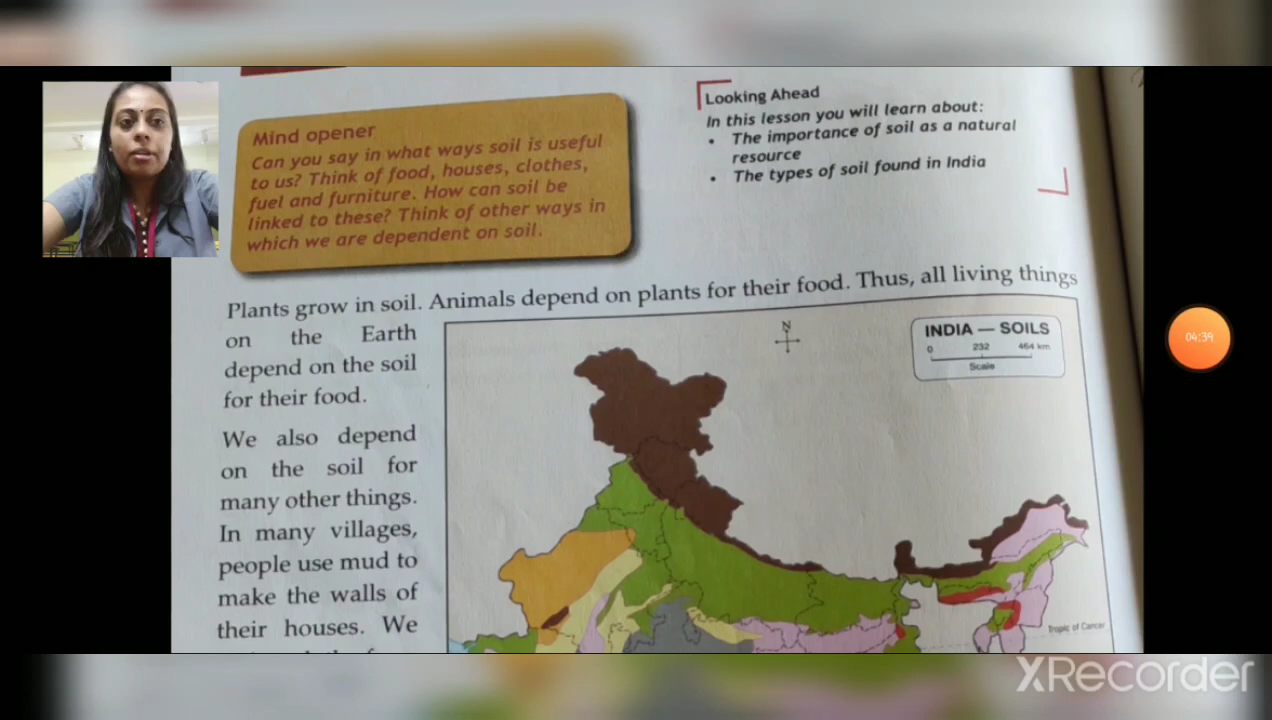 Mind opener
Can you say in what ways soil is useful
to us? Think of food, houses, clothes,
fuel and furniture. How can soil be
linked to these? Think of other ways in
which we are dependent on soil.
Looking Ahead
In this lesson you will learn about:
• The importance of soil as a natural
resource
• The types of soil found in India
Plants grow in soil. Animals depend on plants for their food. Thus, all living things
on the Earth
depend on the soil
for their food.
We also depend
on the soil for
many other things.
In many villages,
people use mud to
make the walls of
their houses. We
N
INDIA — SOILS
0 232 464 km
Scale
Tropic of Cancer
04:39
XRecorder